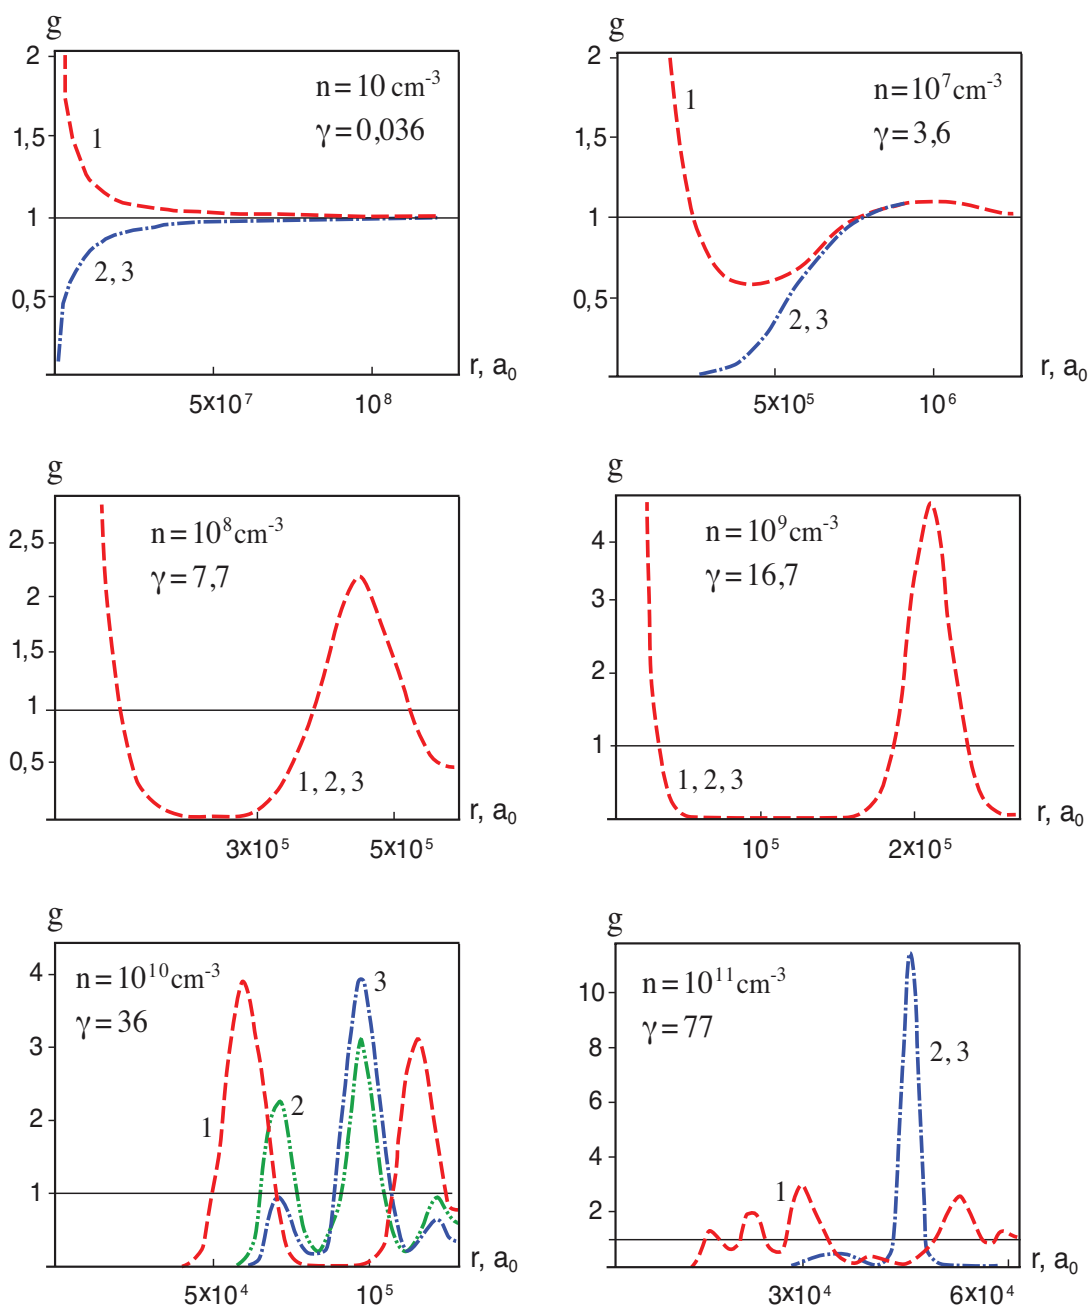 g
2
1,5
1
0,5
1
2, 3
n = 10 cm-3
γ = 0,036
r, a0
5x10^7
10^8
g
2
1,5
1
0,5
1
2, 3
n = 10^7 cm-3
γ = 3,6
r, a0
5x10^5
10^6
g
2,5
2
1,5
1
0,5
n = 10^8 cm-3
γ = 7,7
1, 2, 3
r, a0
3x10^5
5x10^5
g
4
3
4
1
n = 10^9 cm-3
γ = 16,7
1, 2, 3
r, a0
10^5
2x10^5
g
4
3
2
1
n = 10^10 cm-3
γ = 36
1
2
3
r, a0
5x10^4
10^5
g
10
8
6
4
2
n = 10^11 cm-3
γ = 77
1
2, 3
r, a0
3x10^4
6x10^4